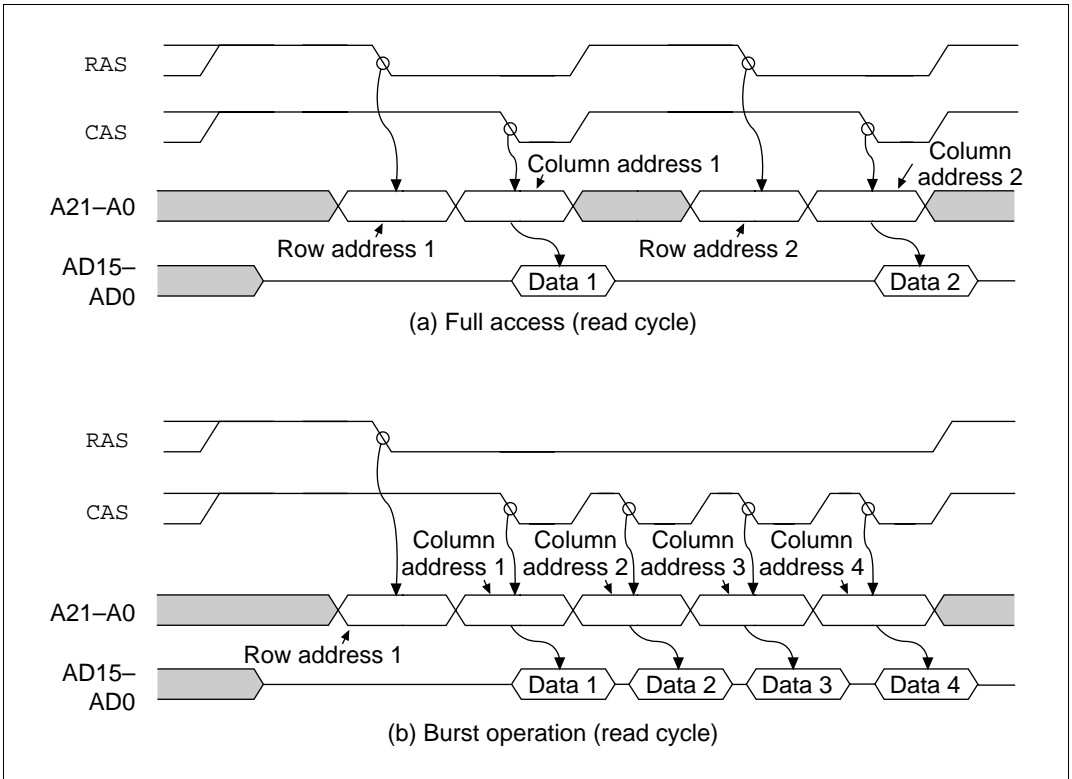 RAS
CAS
Column address 1
Column
address 2
A21–A0
Row address 1
Row address 2
AD15–
AD0
Data 1
Data 2
(a) Full access (read cycle)
RAS
CAS
Column
address 1
Column
address 2
Column
address 3
Column
address 4
A21–A0
Row address 1
AD15–
AD0
Data 1
Data 2
Data 3
Data 4
(b) Burst operation (read cycle)